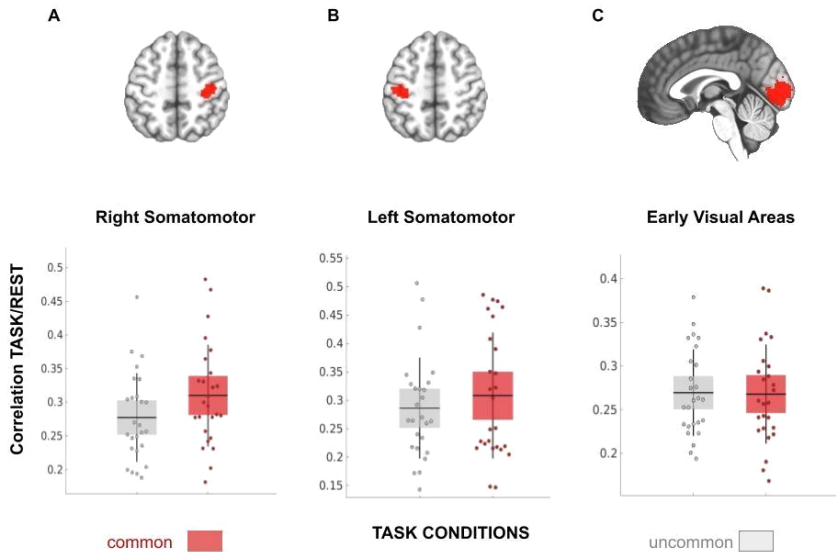 A
B
C
Right Somatomotor
Left Somatomotor
Early Visual Areas
Correlation TASK/REST
0.5
0.45
0.4
0.35
0.3
0.25
0.2
0.55
0.5
0.45
0.4
0.35
0.30
0.25
0.20
0.15
0.4
0.35
0.3
0.25
0.2
TASK CONDITIONS
common
uncommon